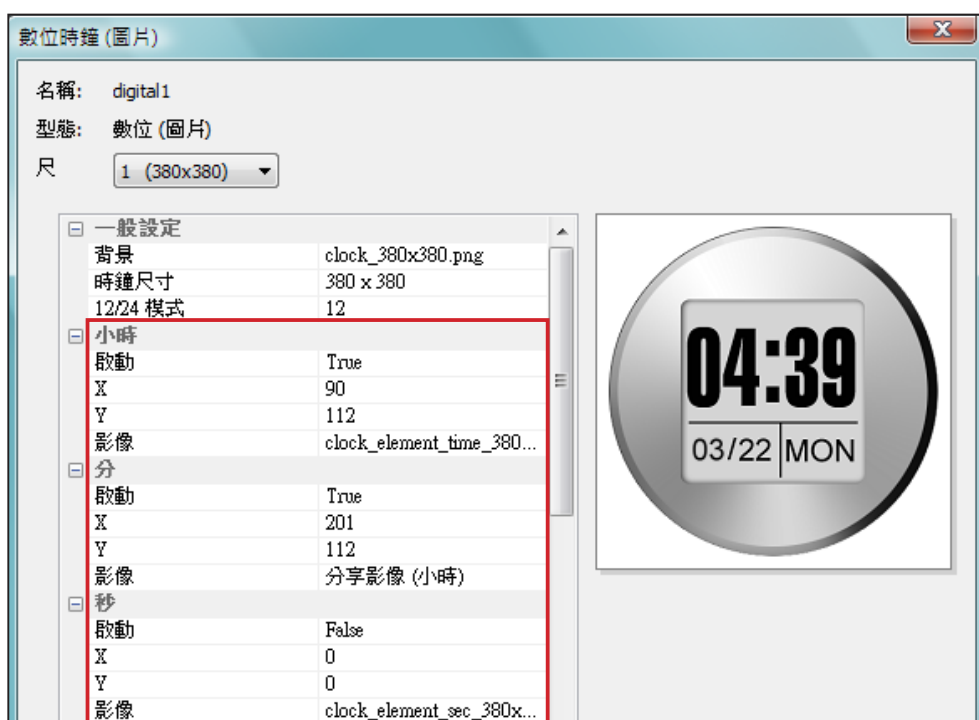 數位時鐘 (圖片)
名稱: digital1
型態: 數位 (圖片)
尺 1 (380x380)
一般設定
背景 clock_380x380.png
時鐘尺寸 380 x 380
12/24 模式 12
小時
啟動 True
X 90
Y 112
影像 clock_element_time_380...
分
啟動 True
X 201
Y 112
影像 分享影像 (小時)
秒
啟動 False
X 0
Y 0
影像 clock_element_sec_380x...
04:39
03/22 MON